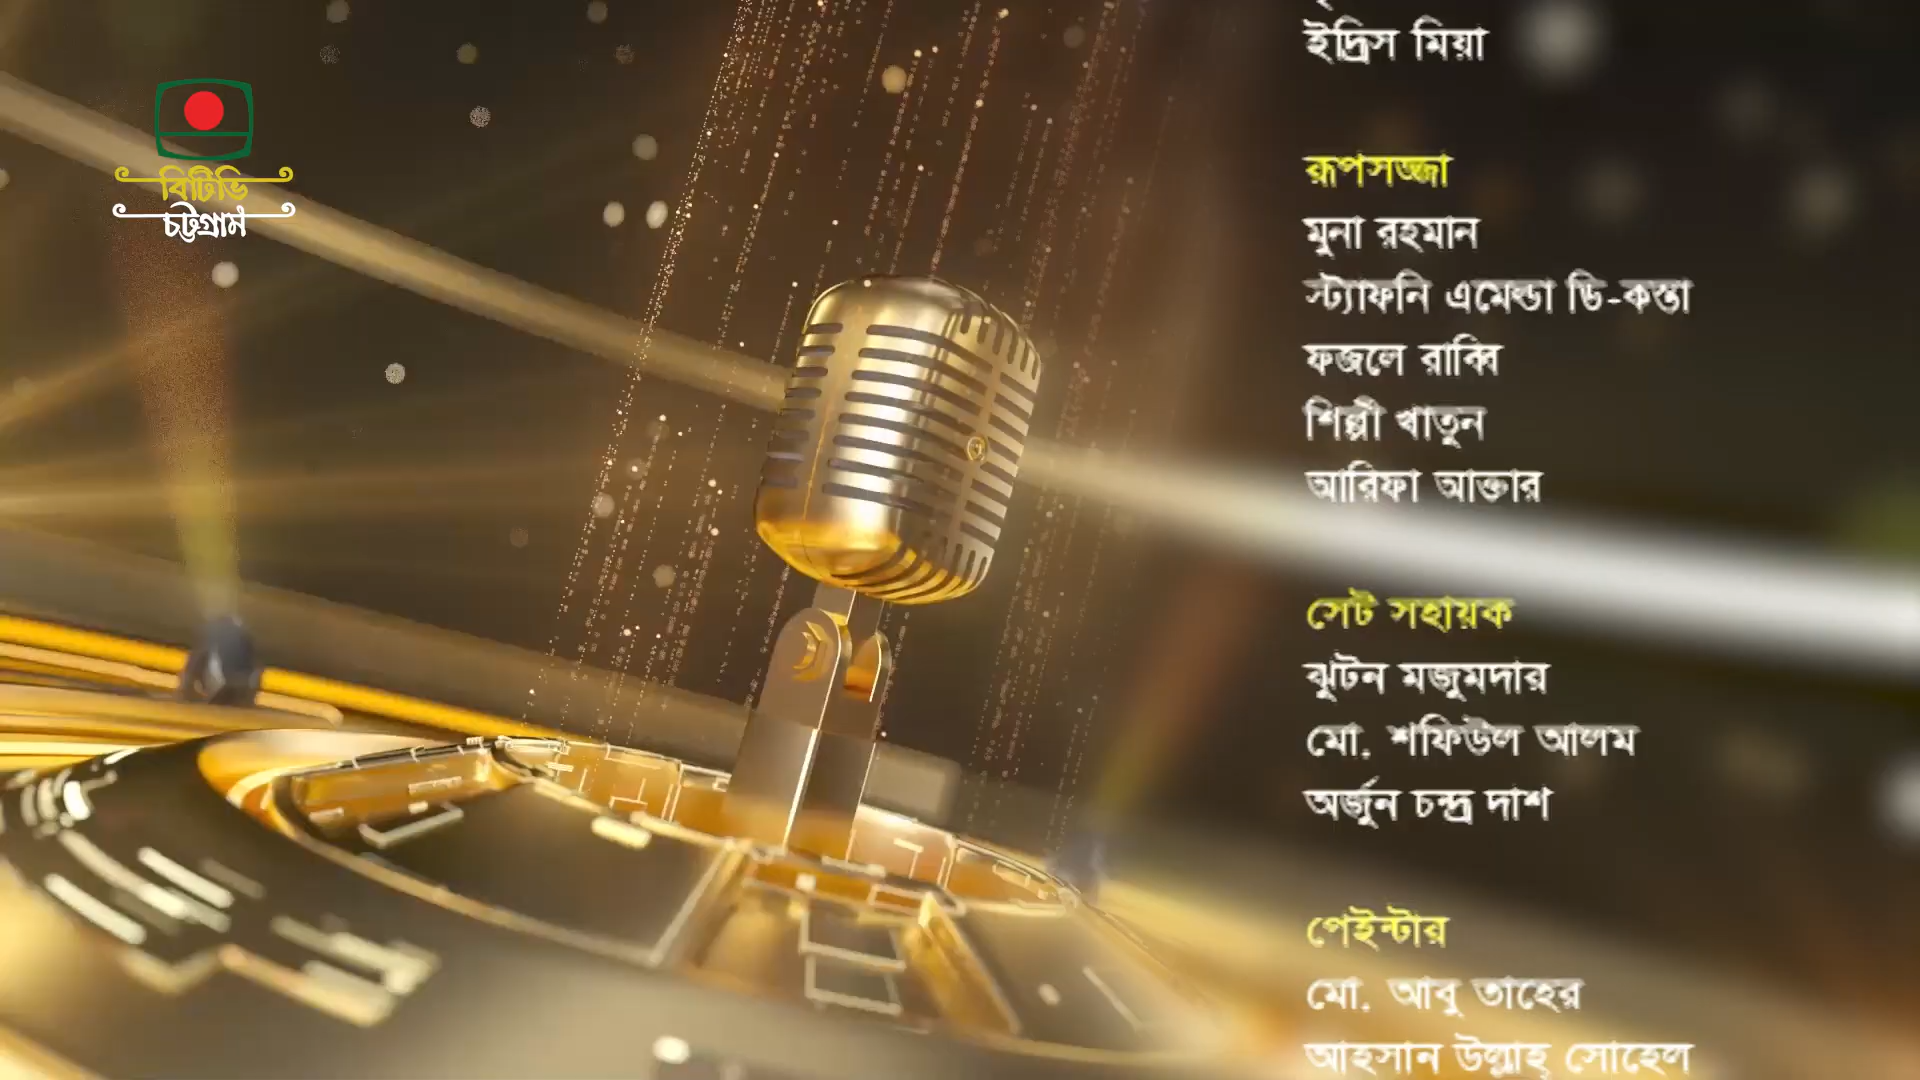 বিটিভি
চট্টগ্রাম
ইদ্রিস মিয়া
রূপসজ্জা
মুনা রহমান
স্ট্যাফনি এমেল্ডা ডি-কস্তা
ফজলে রাব্বি
শিল্পী খাতুন
আরিফা আক্তার
সেট সহায়ক
ঝুটন মজুমদার
মো. শফিউল আলম
অর্জুন চন্দ্র দাশ
পেইন্টার
মো. আবু তাহের
আহসান উল্লাহ্ সোহেল